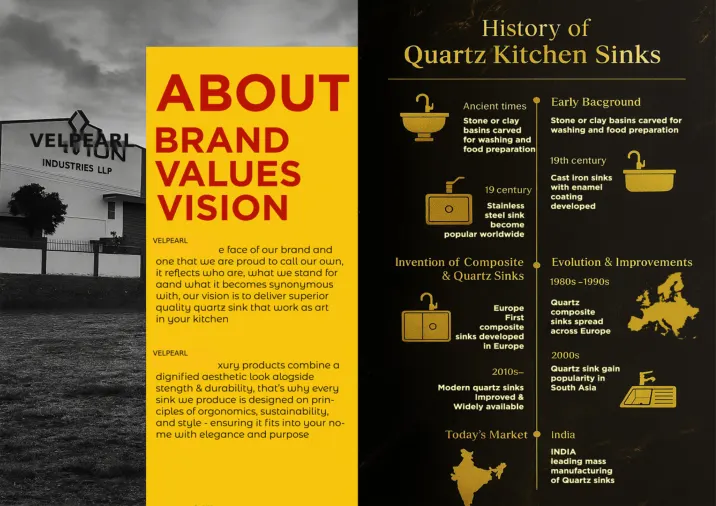 VELPEARL
INDUSTRIES LLP
ABOUT
BRAND
VALUES
VISION
VELPEARL
e face of our brand and
one that we are proud to call our own,
it reflects who are, what we stand for
aand what it becomes synonymous
with, our vision is to deliver superior
quality quartz sink that work as art
in your kitchen
VELPEARL
xury products combine a
dignified aesthetic look alogside
stength & durability, that's why every
sink we produce is designed on prin-
ciples of orgonomics, sustainability,
and style - ensuring it fits into your no-
me with elegance and purpose
History of
Quartz Kitchen Sinks
Ancient times
Stone or clay
basins carved
for washing and
food preparation
Early Bacground
Stone or clay basins carved for
washing and food preparation
19th century
Cast Iron sinks
with enamel
coating
developed
19 century
Stainless
steel sink
become
popular worldwide
Invention of Composite
& Quartz Sinks
Europe
First
composite
sinks developed
in Europe
Evolution & Improvements
1980s –1990s
Quartz
composite
sinks spread
across Europe
2000s
Quartz sink gain
popularity in
South Asia
2010s–
Modern quartz sinks
Improved &
Widely available
Today's Market
India
INDIA
leading mass
manufacturing
of Quartz sinks